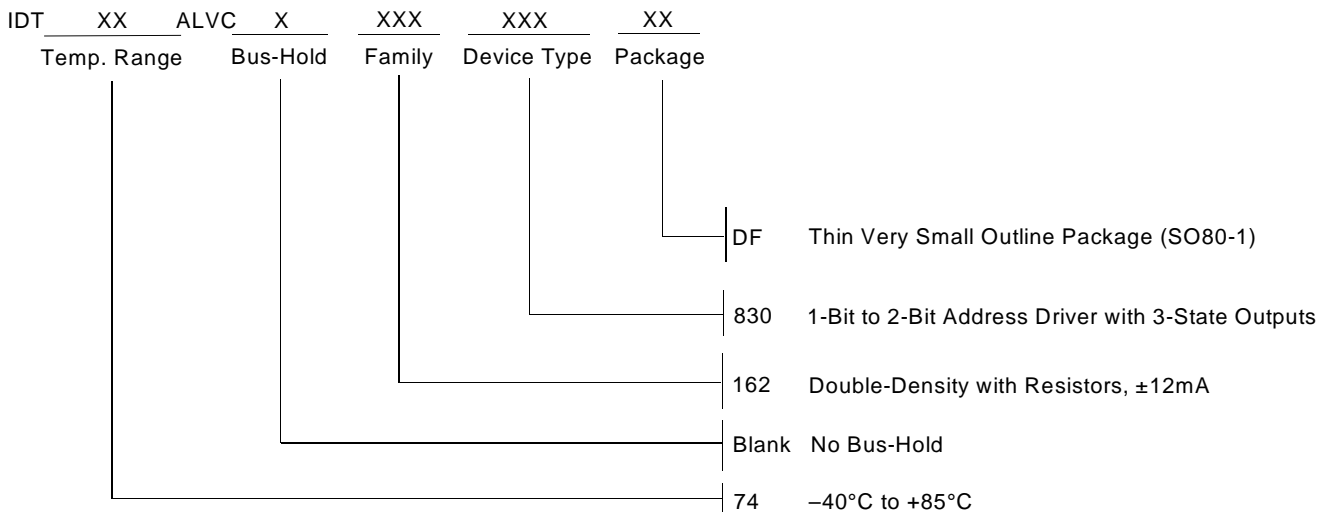 IDT XX ALVC X XXX XXX XX
Temp. Range Bus-Hold Family Device Type Package
DF Thin Very Small Outline Package (SO80-1)
830 1-Bit to 2-Bit Address Driver with 3-State Outputs
162 Double-Density with Resistors, ±12mA
Blank No Bus-Hold
74 –40°C to +85°C